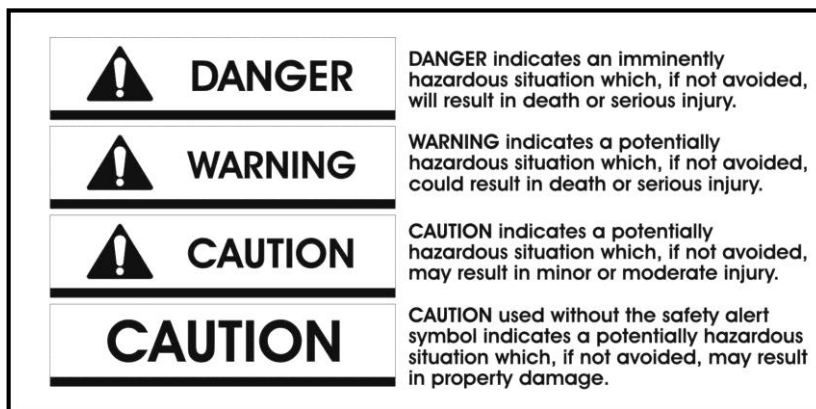 DANGER
DANGER indicates an imminently
hazardous situation which, if not avoided,
will result in death or serious injury.
WARNING
WARNING indicates a potentially
hazardous situation which, if not avoided,
could result in death or serious injury.
CAUTION
CAUTION indicates a potentially
hazardous situation which, if not avoided,
may result in minor or moderate injury.
CAUTION
CAUTION used without the safety alert
symbol indicates a potentially hazardous
situation which, if not avoided, may result
in property damage.